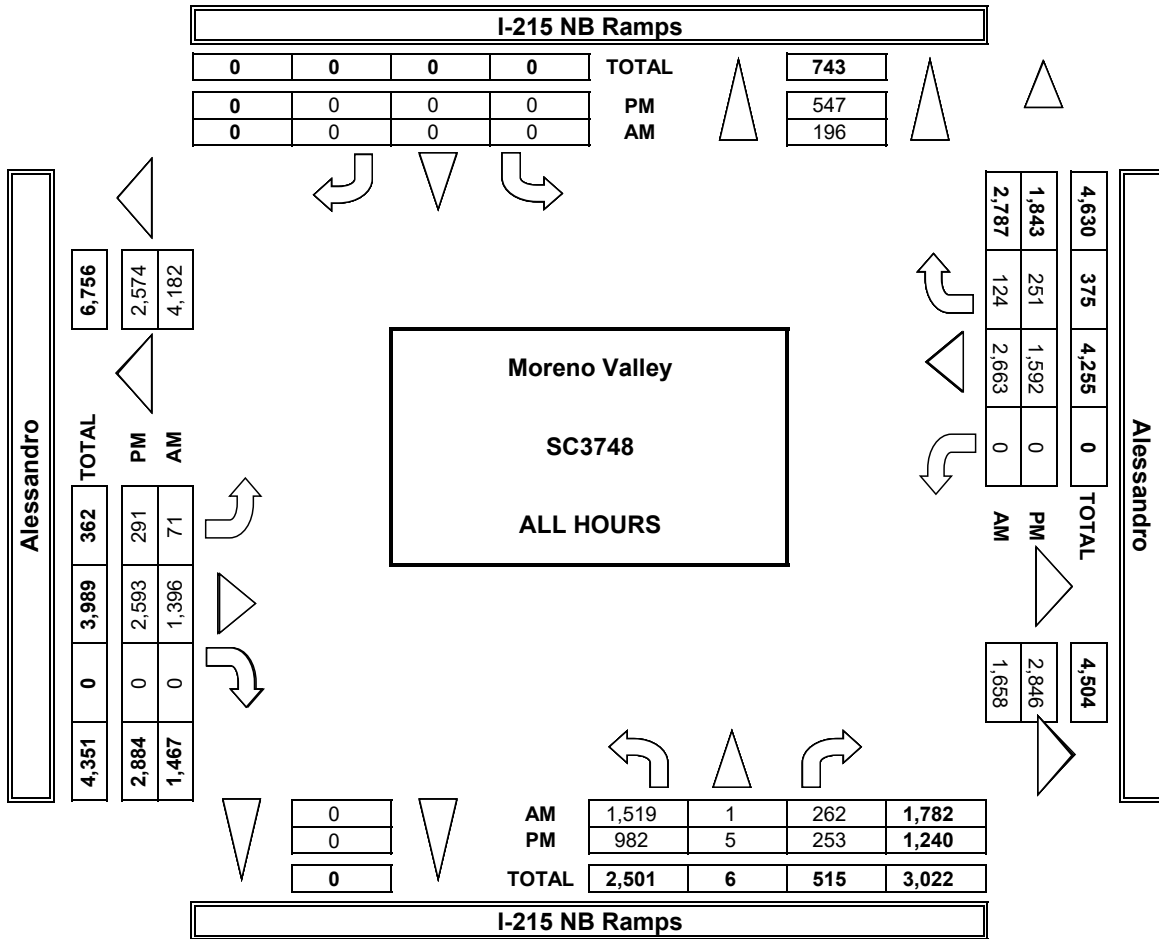 I-215 NB Ramps
0 0 0 0 TOTAL 743
0 0 0 0 PM 547
0 0 0 0 AM 196
Alessandro
6,756
2,574
4,182
TOTAL 362 3,989 0 4,351
PM 291 2,593 0 2,884
AM 71 1,396 0 1,467
Moreno Valley
SC3748
ALL HOURS
4,630 375 4,255 0 TOTAL
1,843 251 1,592 0 PM
2,787 124 2,663 0 AM
4,504
2,846
1,658
Alessandro
0 AM 1,519 1 262 1,782
0 PM 982 5 253 1,240
0 TOTAL 2,501 6 515 3,022
I-215 NB Ramps